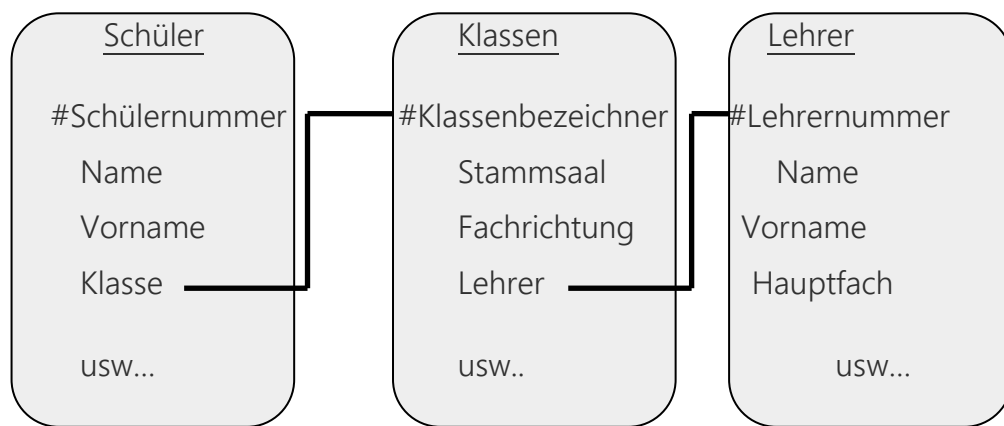 Schüler
#Schülernummer
Name
Vorname
Klasse
usw...
Klassen
#Klassenbezeichner
Stammsaal
Fachrichtung
Lehrer
usw..
Lehrer
#Lehrernummer
Name
Vorname
Hauptfach
usw...